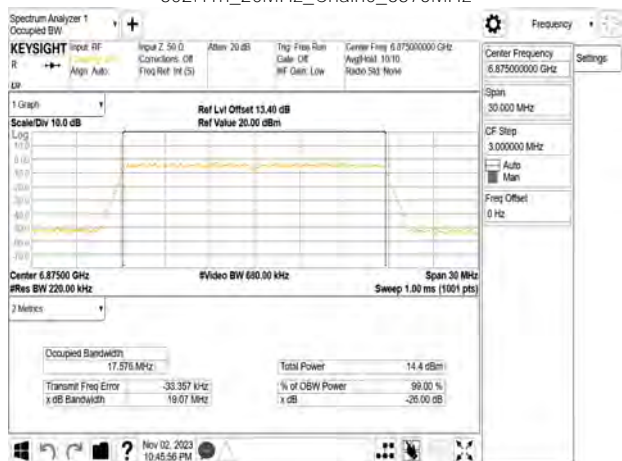 Spectrum Analyzer 1
Occupied BW
Frequency
KEYSIGHT
Input: RF
Input Z: 50 Ω
Atten: 20 dB
Trig: Free Run
Center Freq: 6.875000000 GHz
R
Corrections: Off
Gate: Off
Avg|Hold: 10/10
Align: Auto
Freq Ref: Int (S)
#IF Gain: Low
Radio Std: None
Center Frequency
6.875000000 GHz
Settings
Span
30.000 MHz
CF Step
3.000000 MHz
Auto
Man
Freq Offset
0 Hz
1 Graph
Scale/Div 10.0 dB
Ref Lvl Offset 13.40 dB
Ref Value 20.00 dBm
Log
Center 6.87500 GHz
#Video BW 680.00 kHz
Span 30 MHz
#Res BW 220.00 kHz
Sweep 1.00 ms (1001 pts)
2 Metrics
Occupied Bandwidth
17.576 MHz
Total Power
14.4 dBm
Transmit Freq Error
-33.357 kHz
% of OBW Power
99.00 %
x dB Bandwidth
19.07 MHz
x dB
-26.00 dB
?
Nov 02, 2023
10:45:56 PM